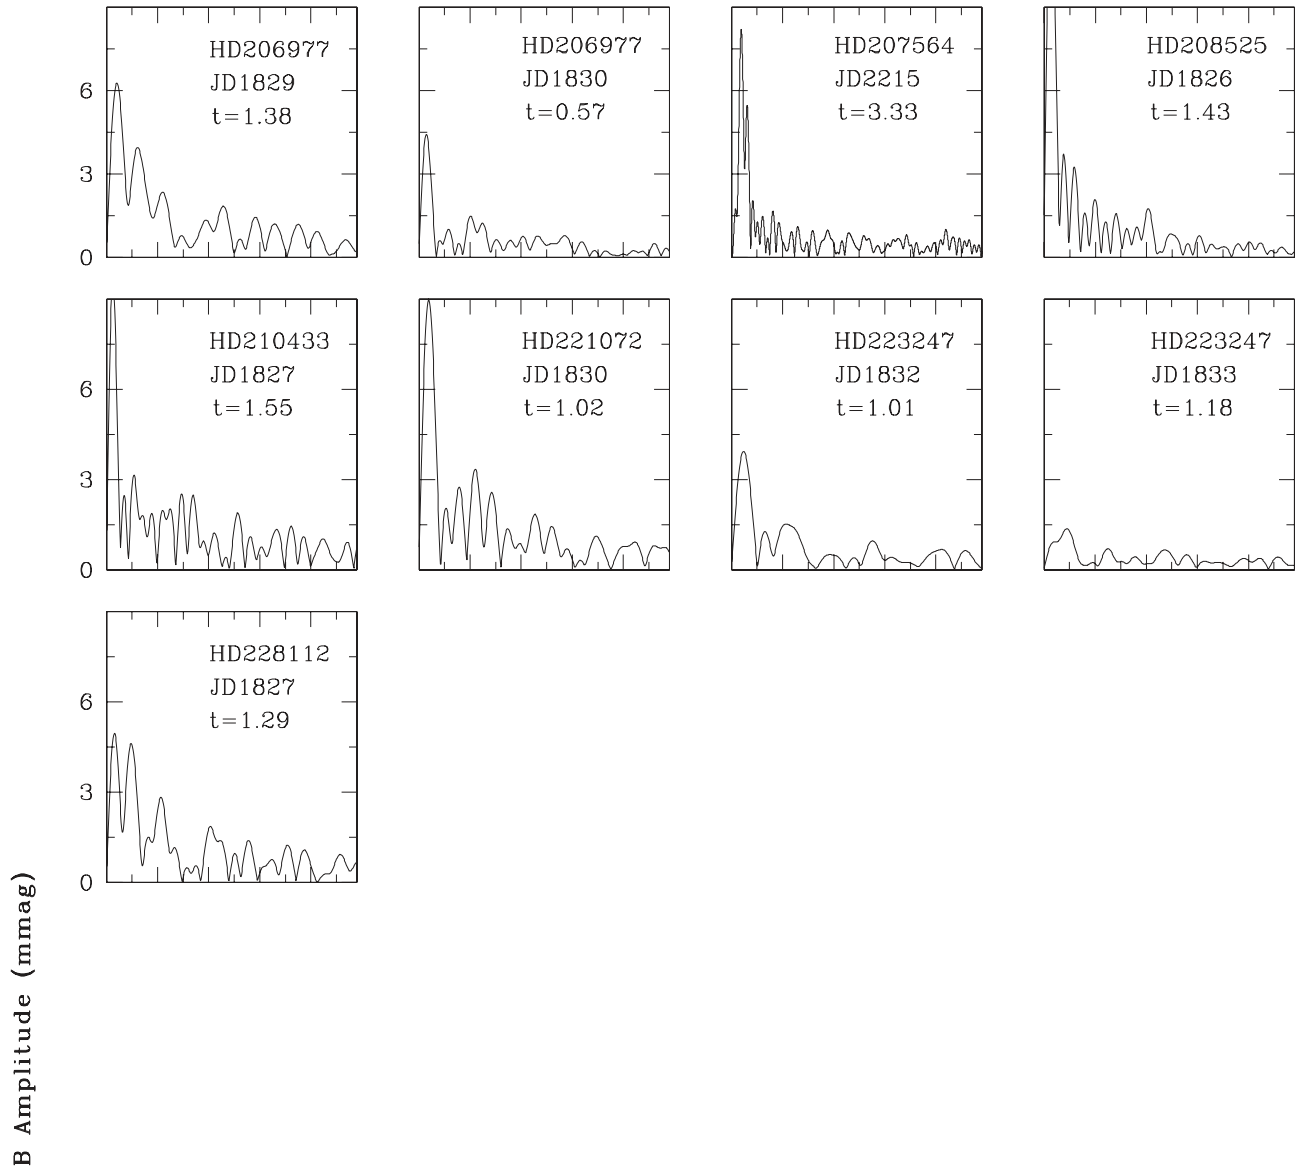 HD206977
JD1829
t=1.38
HD206977
JD1830
t=0.57
HD207564
JD2215
t=3.33
HD208525
JD1826
t=1.43
6
3
0
HD210433
JD1827
t=1.55
HD221072
JD1830
t=1.02
HD223247
JD1832
t=1.01
HD223247
JD1833
t=1.18
6
3
0
HD228112
JD1827
t=1.29
6
3
0
B Amplitude (mmag)